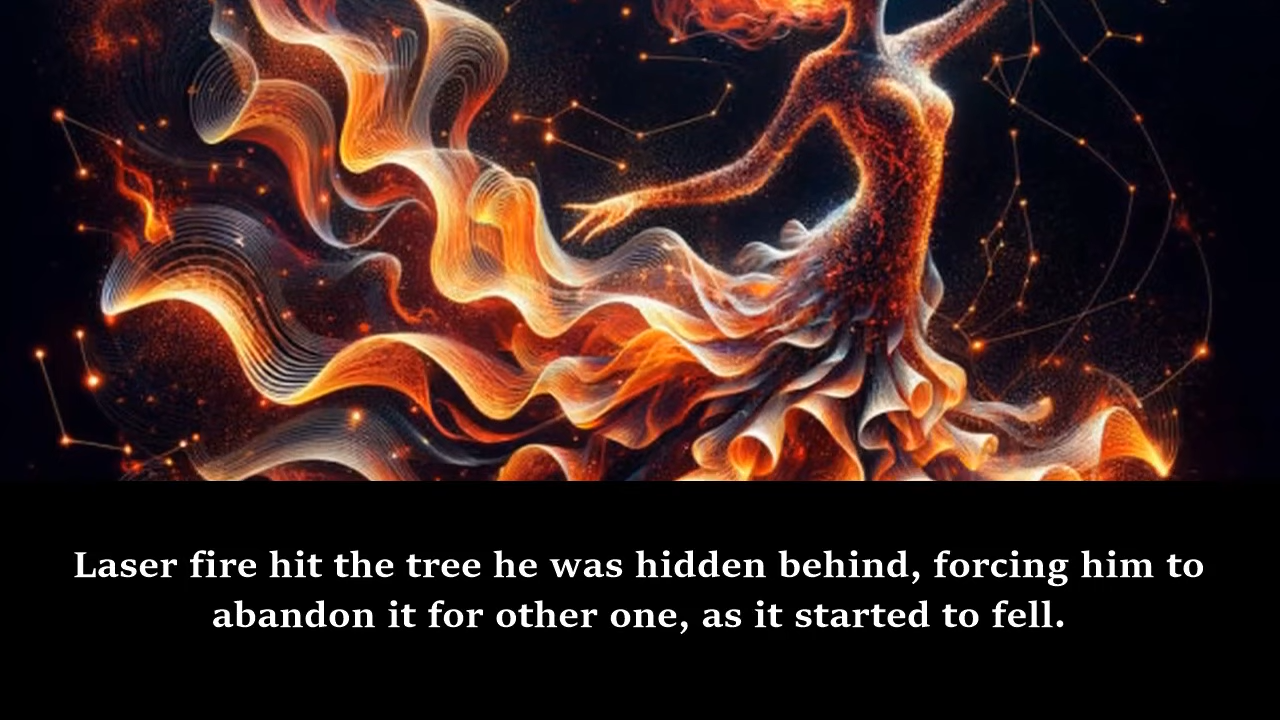 Laser fire hit the tree he was hidden behind, forcing him to
abandon it for other one, as it started to fell.